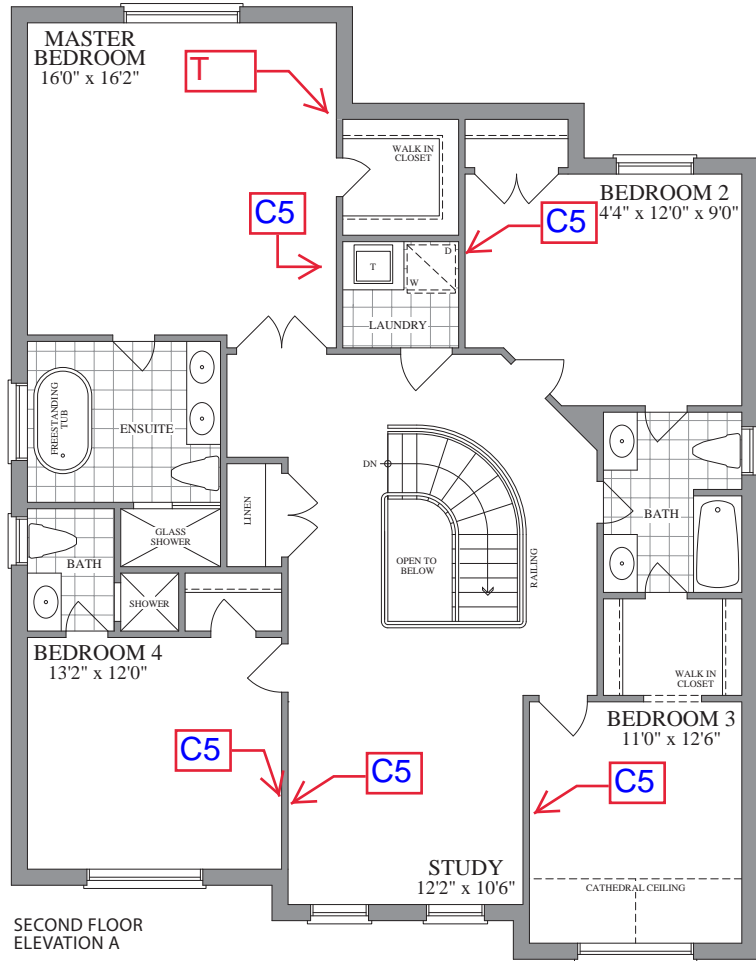 MASTER
BEDROOM
16'0" x 16'2"
T
WALK IN
CLOSET
BEDROOM 2
4'4" x 12'0" x 9'0"
C5
C5
T
D
W
LAUNDRY
FREESTANDING
TUB
ENSUITE
DN
LINEN
GLASS
SHOWER
BATH
OPEN TO
BELOW
RAILING
BATH
SHOWER
BEDROOM 4
13'2" x 12'0"
WALK IN
CLOSET
BEDROOM 3
11'0" x 12'6"
C5
C5
C5
STUDY
12'2" x 10'6"
CATHEDRAL CEILING
SECOND FLOOR
ELEVATION A